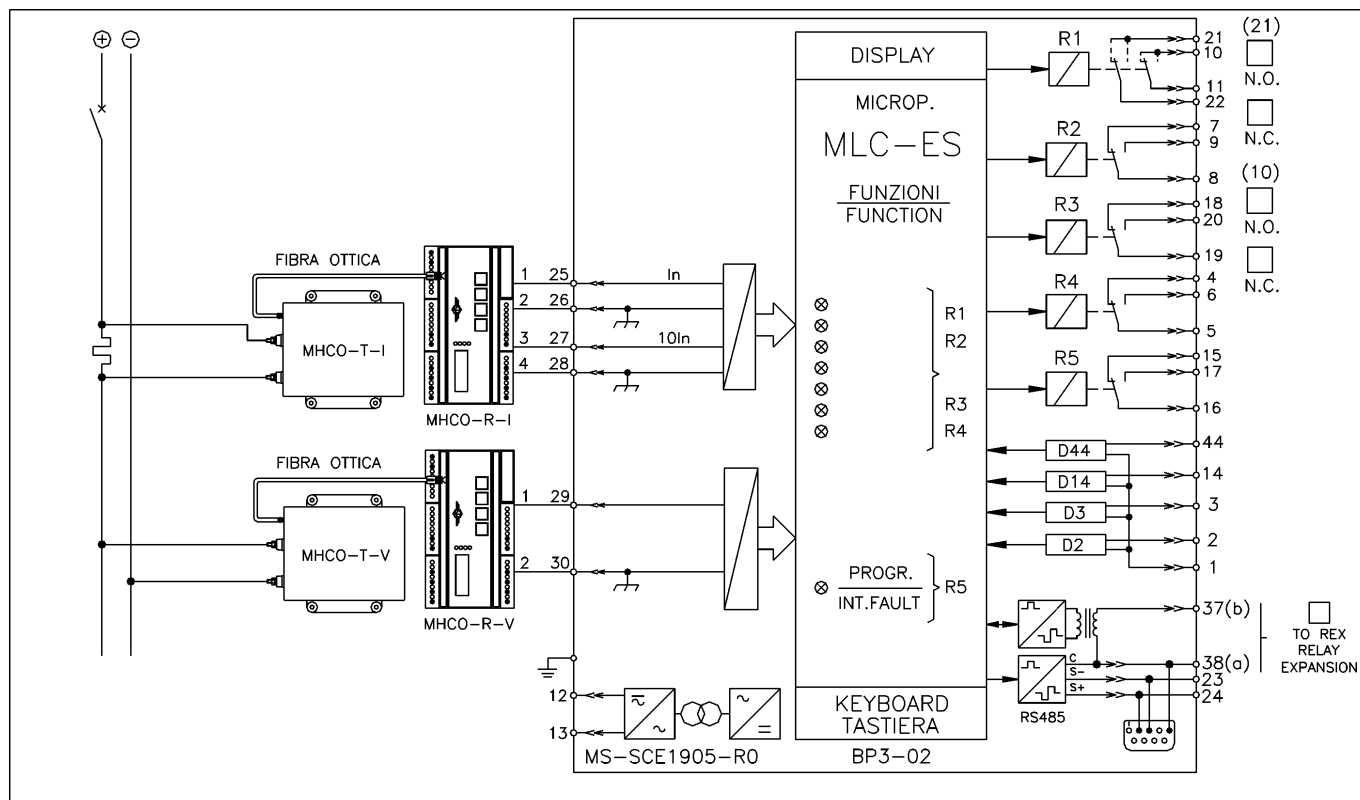 + −
DISPLAY
MICROP.
MLC-ES
FUNZIONI
FUNCTION
R1
R2
R3
R4
PROGR.
INT.FAULT
R5
KEYBOARD
TASTIERA
BP3-02
MS-SCE1905-R0
FIBRA OTTICA
MHCO-T-I
MHCO-R-I
1 25
2 26
3 27
4 28
In
10In
FIBRA OTTICA
MHCO-T-V
MHCO-R-V
1 29
2 30
12
13
R1
R2
R3
R4
R5
D44
D14
D3
D2
RS485
C
S-
S+
21
10
11
22
7
9
8
18
20
19
4
6
5
15
17
16
44
14
3
2
1
37(b)
38(a)
23
24
(21)
N.O.
N.C.
(10)
N.O.
N.C.
TO REX
RELAY
EXPANSION